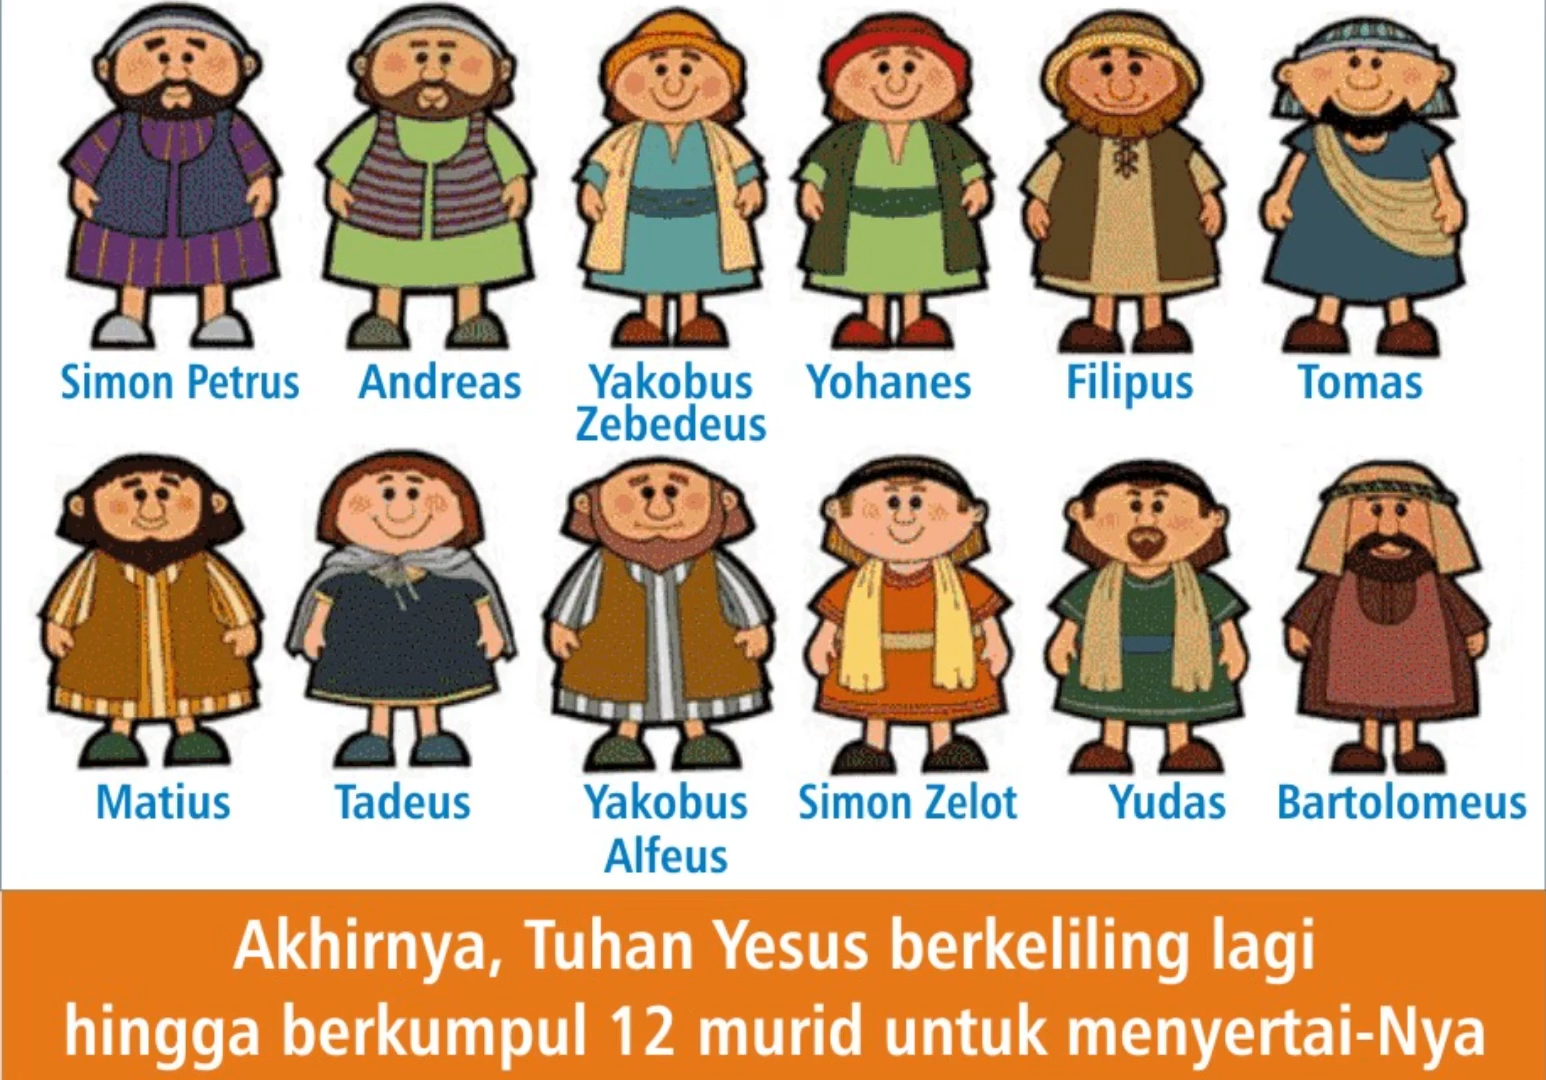 Simon Petrus
Andreas
Yakobus
Zebedeus
Yohanes
Filipus
Tomas
Matius
Tadeus
Yakobus
Alfeus
Simon Zelot
Yudas
Bartolomeus
Akhirnya, Tuhan Yesus berkeliling lagi
hingga berkumpul 12 murid untuk menyertai-Nya